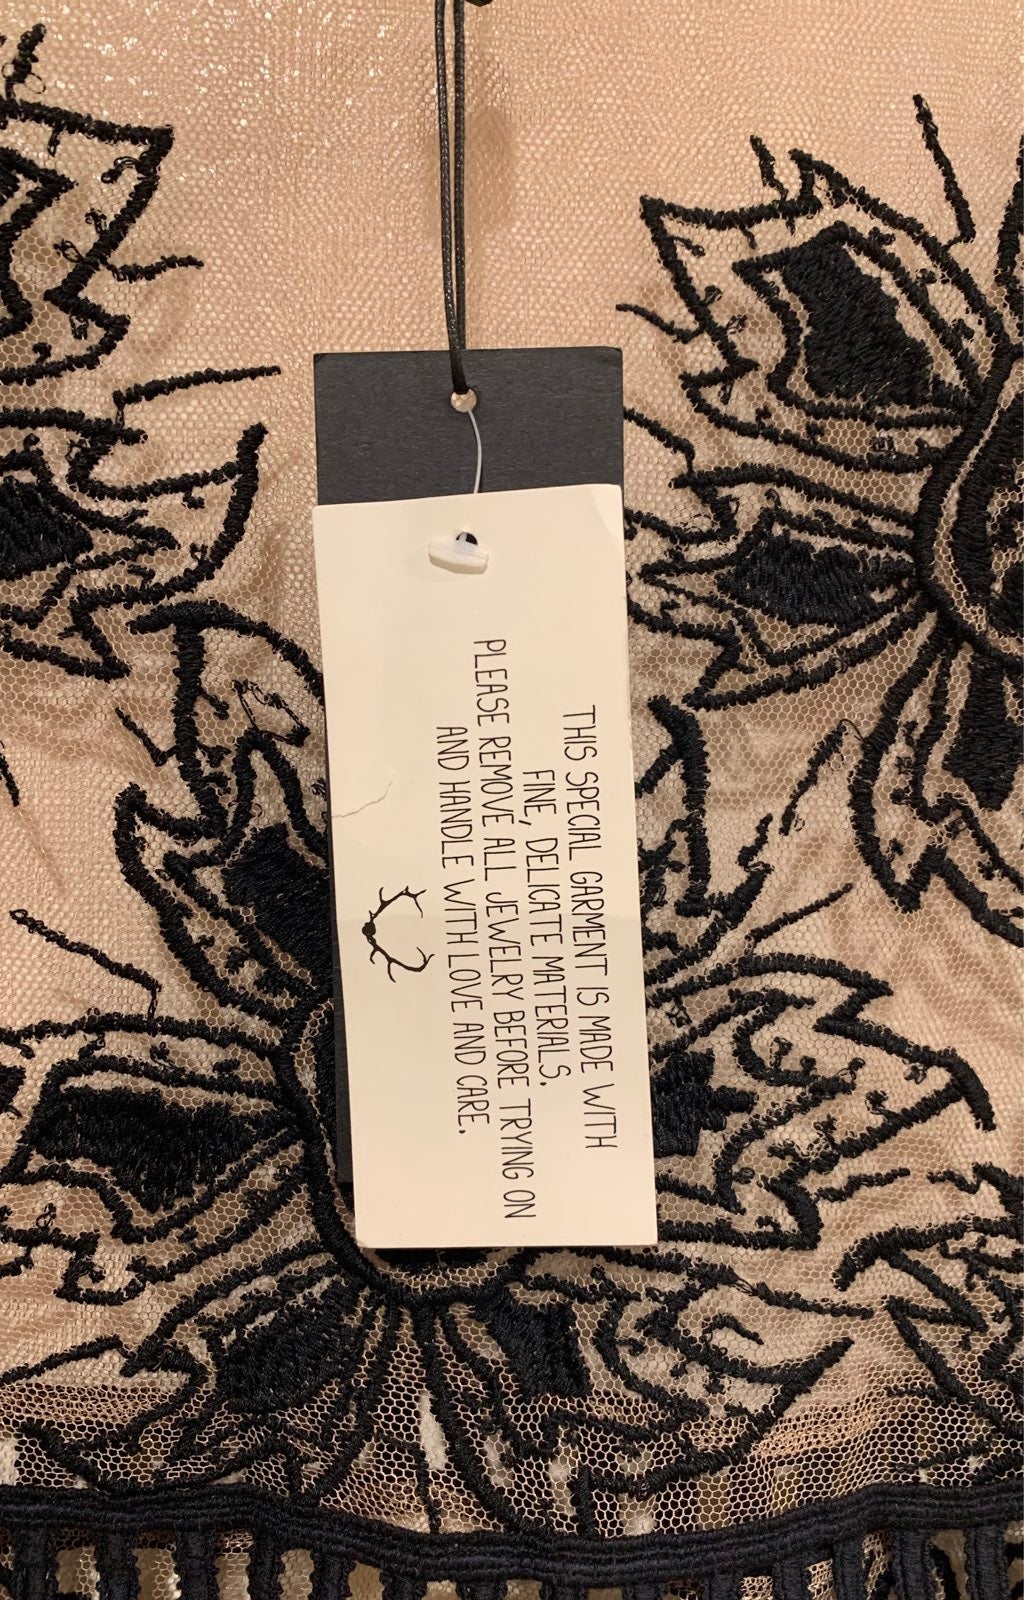 THIS SPECIAL GARMENT IS MADE WITH
FINE, DELICATE MATERIALS.
PLEASE REMOVE ALL JEWELRY BEFORE TRYING ON
AND HANDLE WITH LOVE AND CARE.